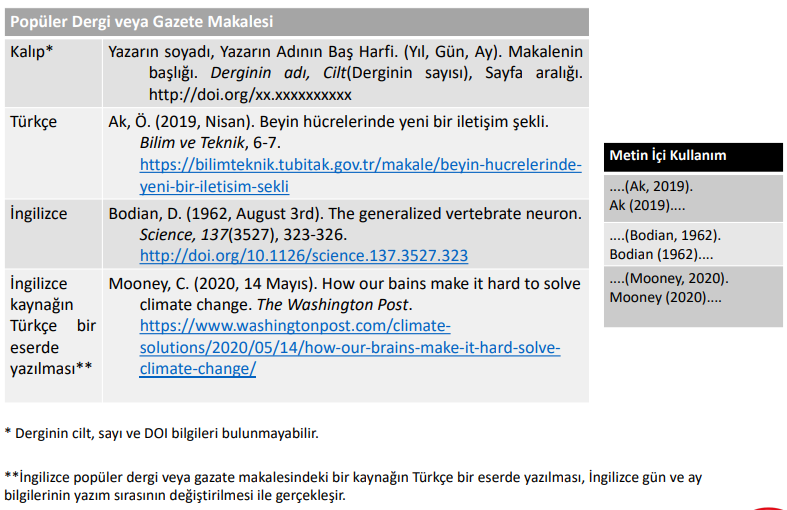 Popüler Dergi veya Gazete Makalesi
Kalıp*
Yazarın soyadı, Yazarın Adının Baş Harfi. (Yıl, Gün, Ay). Makalenin
başlığı. Derginin adı, Cilt(Derginin sayısı), Sayfa aralığı.
http://doi.org/xx.xxxxxxxxxx
Türkçe
Ak, Ö. (2019, Nisan). Beyin hücrelerinde yeni bir iletişim şekli.
Bilim ve Teknik, 6-7.
https://bilimteknik.tubitak.gov.tr/makale/beyin-hucrelerinde-
yeni-bir-iletisim-sekli
İngilizce
Bodian, D. (1962, August 3rd). The generalized vertebrate neuron.
Science, 137(3527), 323-326.
http://doi.org/10.1126/science.137.3527.323
İngilizce
kaynağın
Türkçe bir
eserde
yazılması**
Mooney, C. (2020, 14 Mayıs). How our bains make it hard to solve
climate change. The Washington Post.
https://www.washingtonpost.com/climate-
solutions/2020/05/14/how-our-brains-make-it-hard-solve-
climate-change/
Metin İçi Kullanım
....(Ak, 2019).
Ak (2019)....
....(Bodian, 1962).
Bodian (1962)....
....(Mooney, 2020).
Mooney (2020)....
* Derginin cilt, sayı ve DOI bilgileri bulunmayabilir.
**İngilizce popüler dergi veya gazate makalesindeki bir kaynağın Türkçe bir eserde yazılması, İngilizce gün ve ay
bilgilerinin yazım sırasının değiştirilmesi ile gerçekleşir.